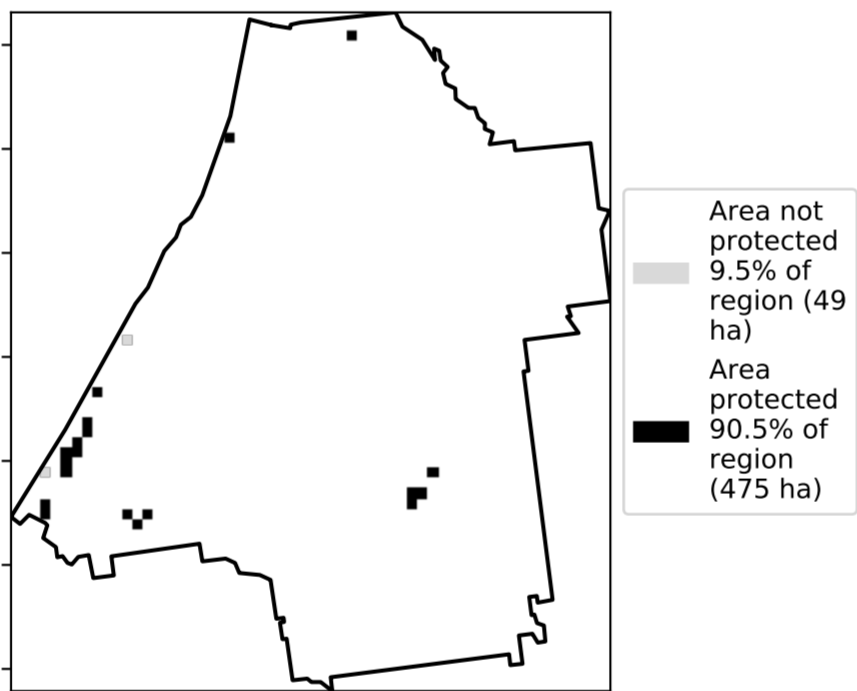 Area not
protected
9.5% of
region (49
ha)
Area
protected
90.5% of
region
(475 ha)